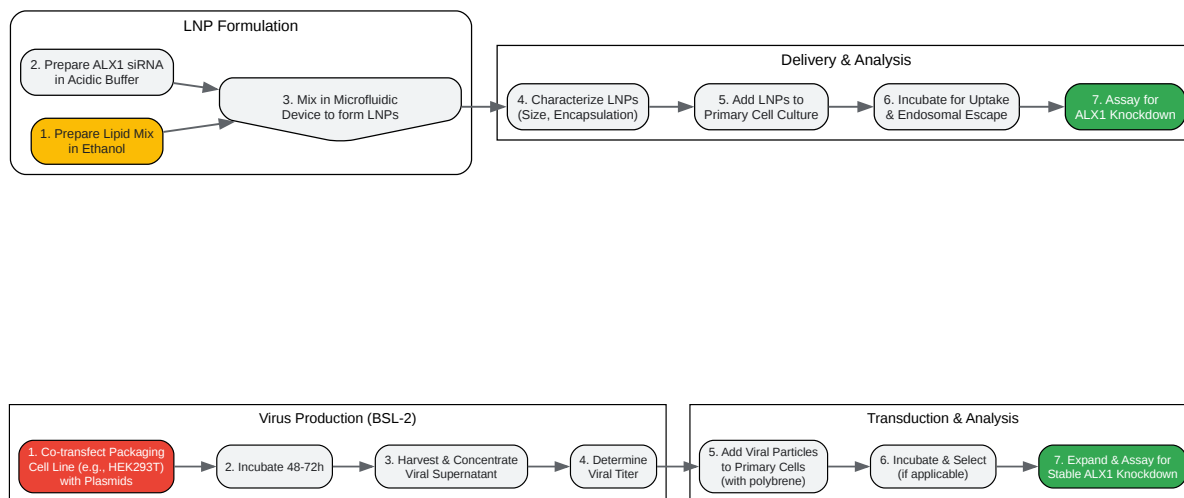 LNP Formulation
2. Prepare ALX1 siRNA
in Acidic Buffer
1. Prepare Lipid Mix
in Ethanol
3. Mix in Microfluidic
Device to form LNPs
Delivery & Analysis
4. Characterize LNPs
(Size, Encapsulation)
5. Add LNPs to
Primary Cell Culture
6. Incubate for Uptake
& Endosomal Escape
7. Assay for
ALX1 Knockdown
Virus Production (BSL-2)
1. Co-transfect Packaging
Cell Line (e.g., HEK293T)
with Plasmids
2. Incubate 48-72h
3. Harvest & Concentrate
Viral Supernatant
4. Determine
Viral Titer
Transduction & Analysis
5. Add Viral Particles
to Primary Cells
(with polybrene)
6. Incubate & Select
(if applicable)
7. Expand & Assay for
Stable ALX1 Knockdown